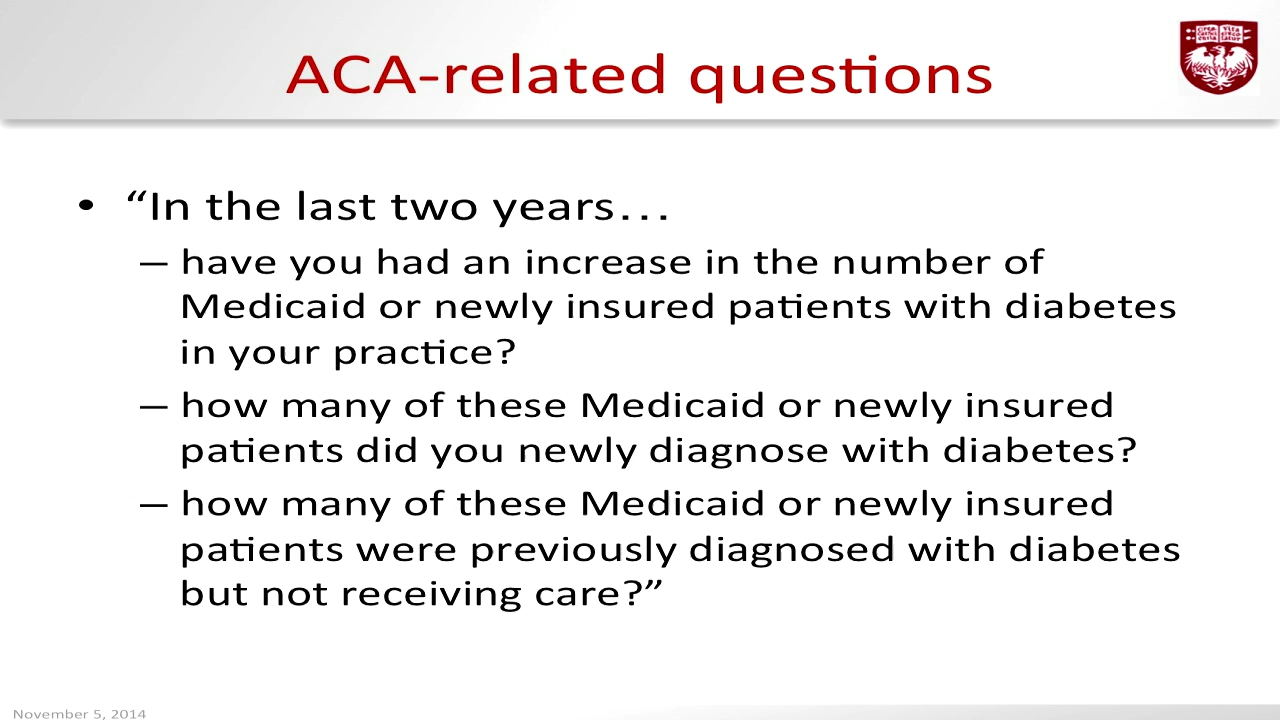 ACA-related questions
• “In the last two years…
– have you had an increase in the number of
Medicaid or newly insured patients with diabetes
in your practice?
– how many of these Medicaid or newly insured
patients did you newly diagnose with diabetes?
– how many of these Medicaid or newly insured
patients were previously diagnosed with diabetes
but not receiving care?”
November 5, 2014